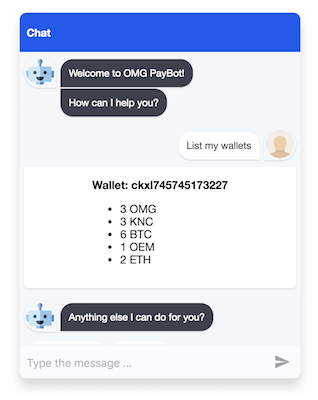 Chat
Welcome to OMG PayBot!
How can I help you?
List my wallets
Wallet: ckxl745745173227
3 OMG
3 KNC
6 BTC
1 OEM
2 ETH
Anything else I can do for you?
Type the message ...